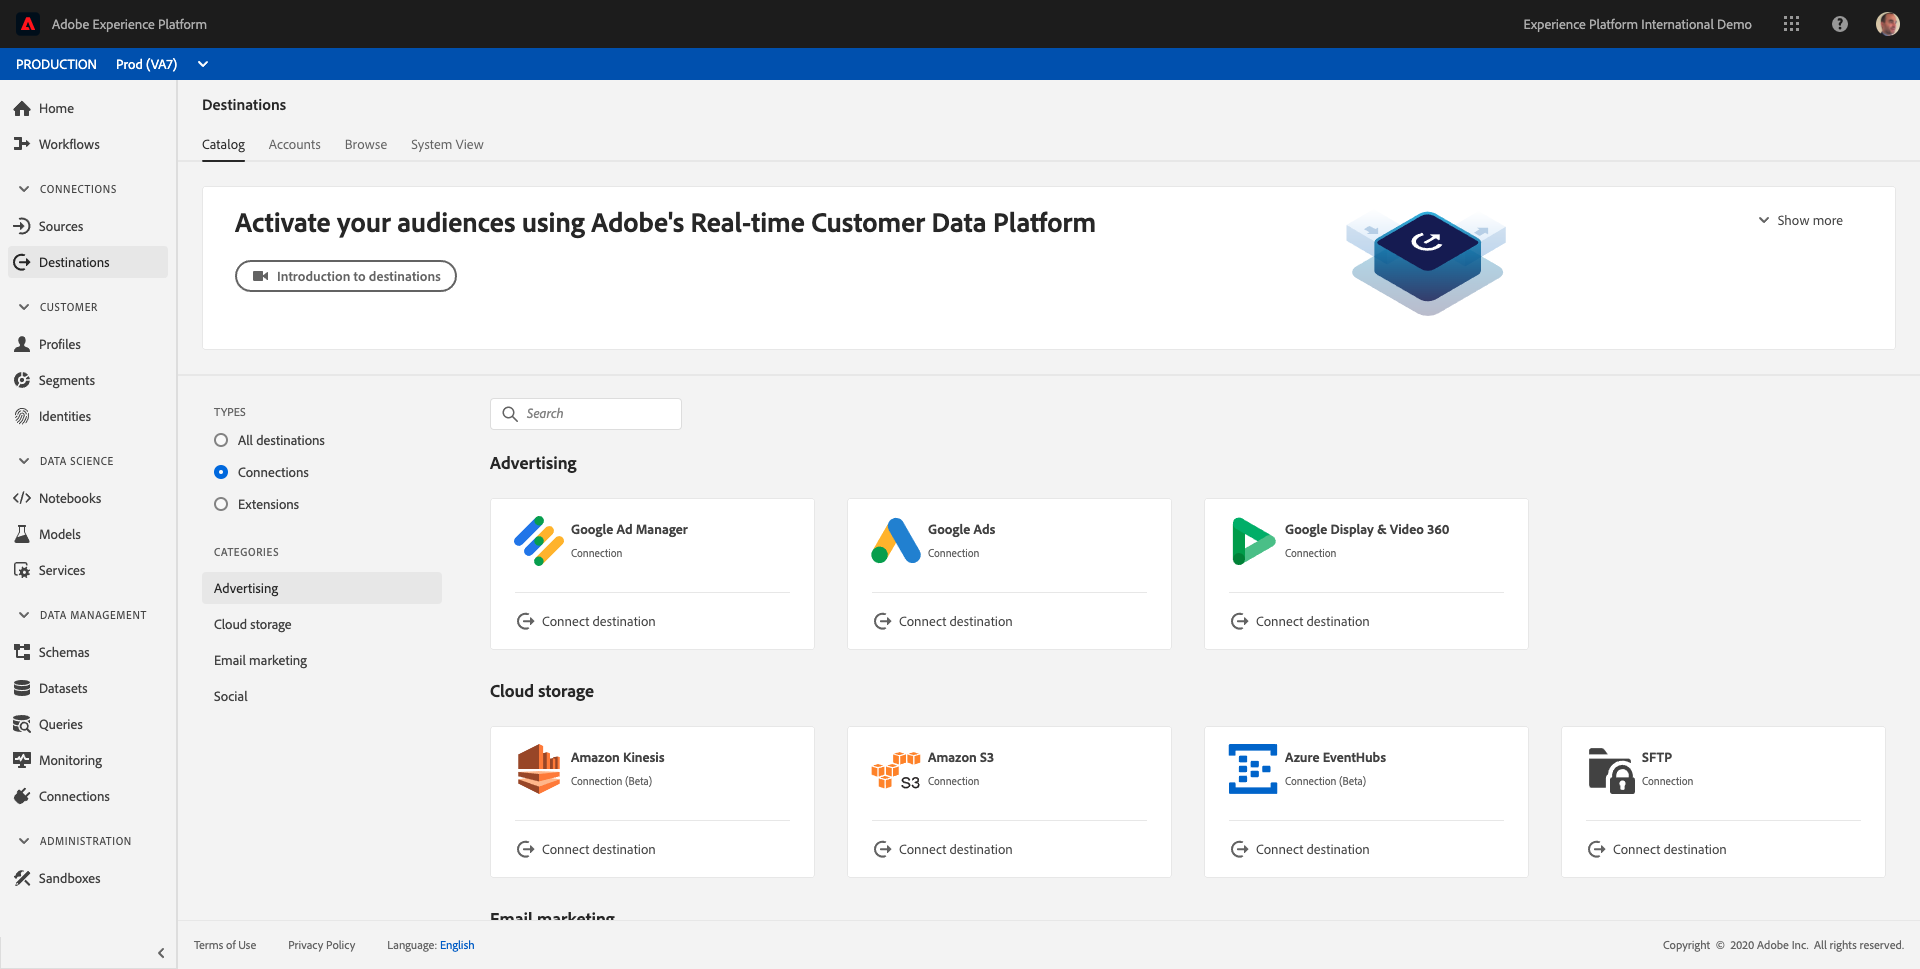 Adobe Experience Platform
Experience Platform International Demo
PRODUCTION Prod (VA7)
Home
Workflows
CONNECTIONS
Sources
Destinations
CUSTOMER
Profiles
Segments
Identities
DATA SCIENCE
Notebooks
Models
Services
DATA MANAGEMENT
Schemas
Datasets
Queries
Monitoring
Connections
ADMINISTRATION
Sandboxes
Destinations
Catalog Accounts Browse System View
Activate your audiences using Adobe's Real-time Customer Data Platform
Show more
Introduction to destinations
TYPES
All destinations
Connections
Extensions
CATEGORIES
Advertising
Cloud storage
Email marketing
Social
Search
Advertising
Google Ad Manager
Connection
Connect destination
Google Ads
Connection
Connect destination
Google Display & Video 360
Connection
Connect destination
Cloud storage
Amazon Kinesis
Connection (Beta)
Connect destination
S3
Amazon S3
Connection
Connect destination
Azure EventHubs
Connection (Beta)
Connect destination
SFTP
Connection
Connect destination
Email marketing
Terms of Use Privacy Policy Language: English
Copyright © 2020 Adobe Inc. All rights reserved.